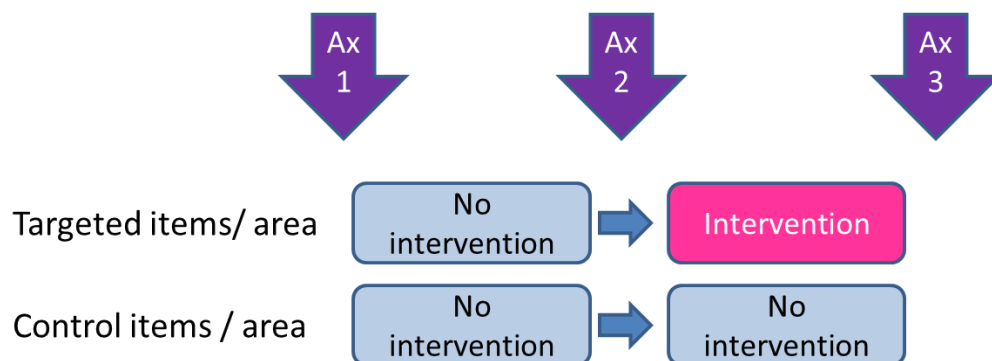 Ax
1
Ax
2
Ax
3
Targeted items/ area
No
intervention
Intervention
Control items / area
No
intervention
No
intervention